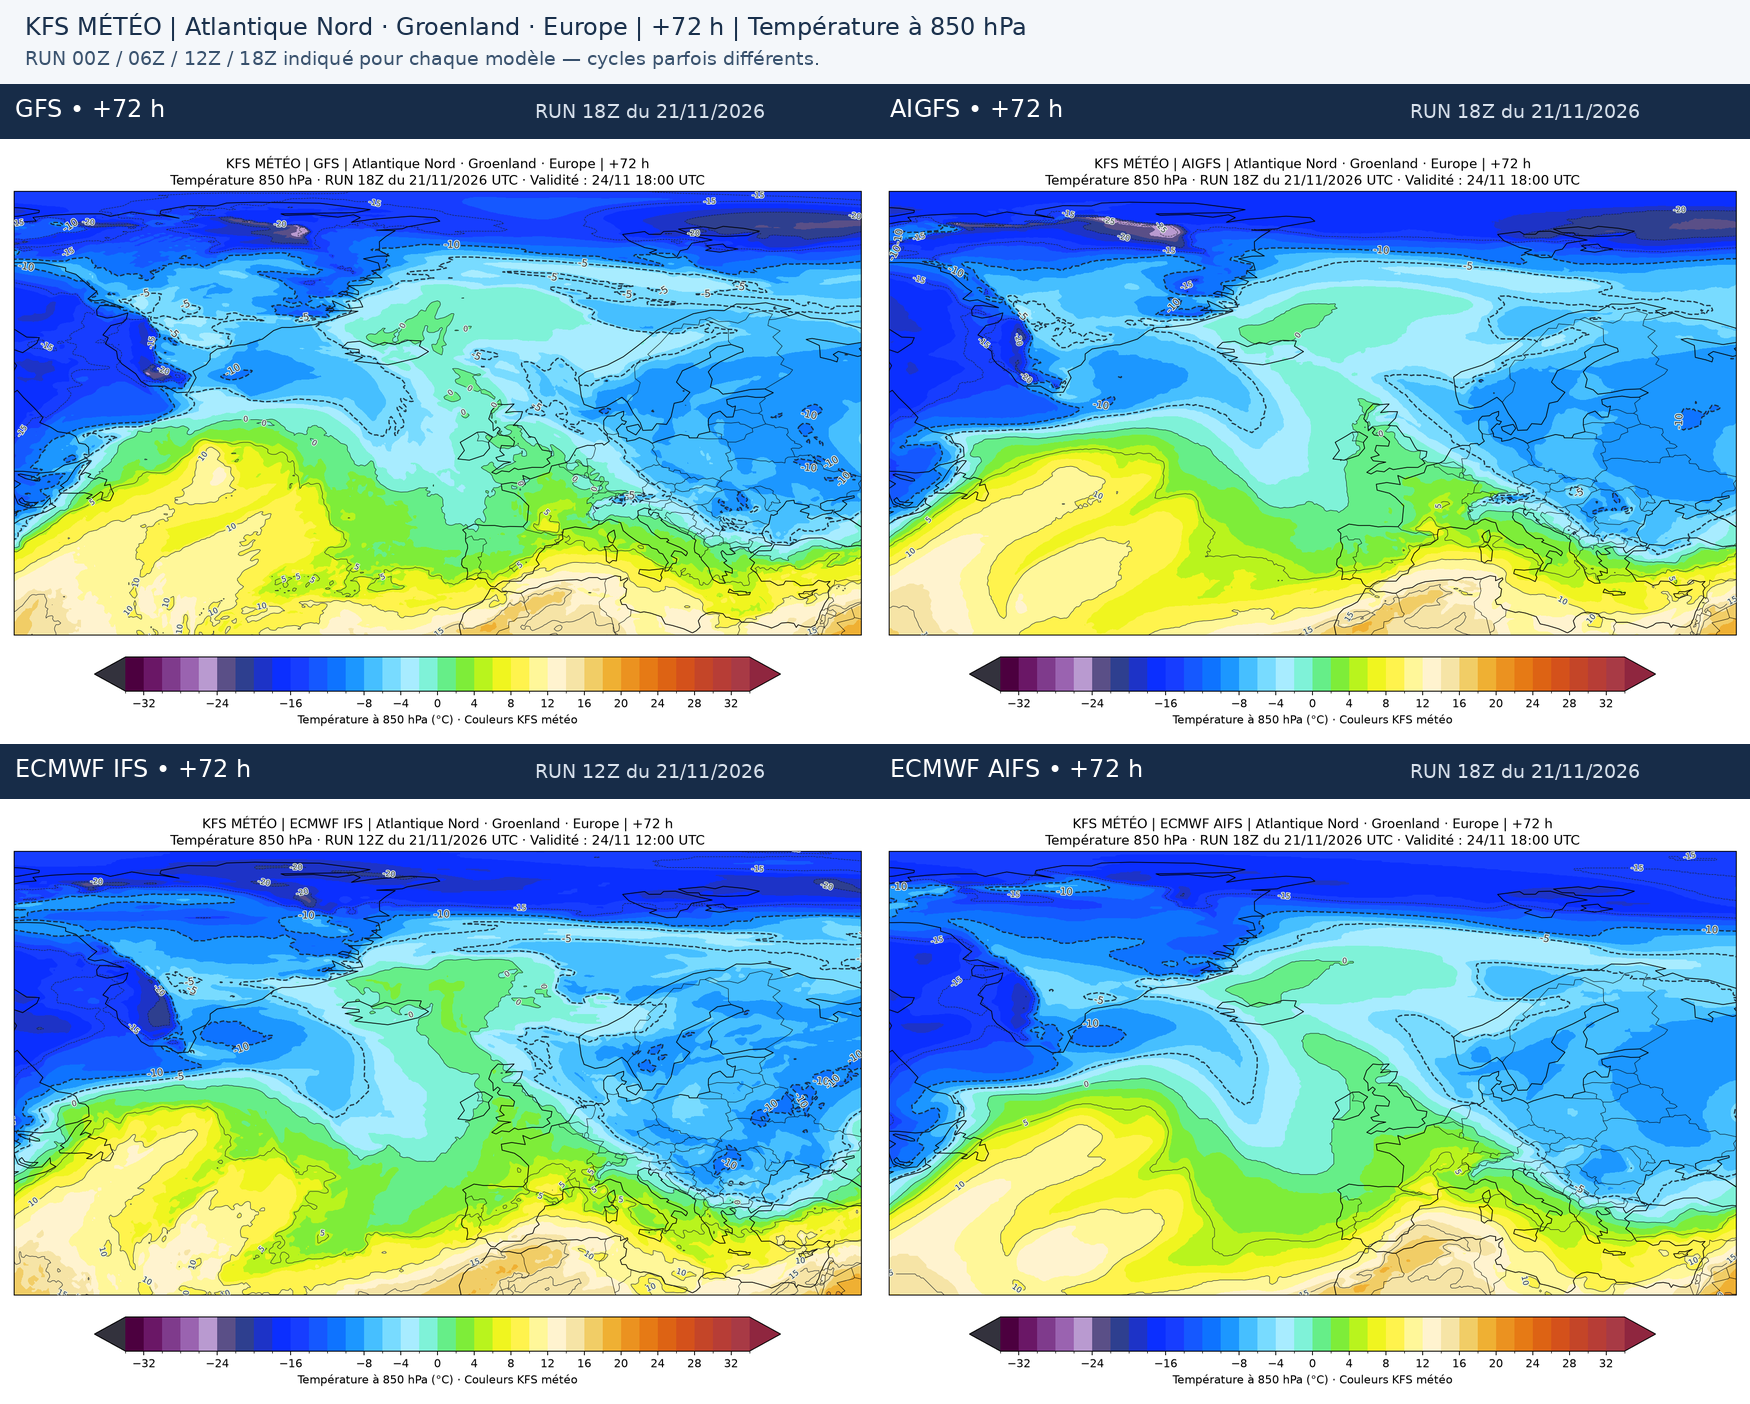 KFS MÉTÉO | Atlantique Nord · Groenland · Europe | +72 h | Température à 850 hPa
RUN 00Z / 06Z / 12Z / 18Z indiqué pour chaque modèle — cycles parfois différents.
GFS • +72 h
RUN 18Z du 21/11/2026
AIGFS • +72 h
RUN 18Z du 21/11/2026
KFS MÉTÉO | GFS | Atlantique Nord · Groenland · Europe | +72 h
Température 850 hPa · RUN 18Z du 21/11/2026 UTC · Validité : 24/11 18:00 UTC
KFS MÉTÉO | AIGFS | Atlantique Nord · Groenland · Europe | +72 h
Température 850 hPa · RUN 18Z du 21/11/2026 UTC · Validité : 24/11 18:00 UTC
−32 −24 −16 −8 −4 0 4 8 12 16 20 24 28 32
Température à 850 hPa (°C) · Couleurs KFS météo
−32 −24 −16 −8 −4 0 4 8 12 16 20 24 28 32
Température à 850 hPa (°C) · Couleurs KFS météo
ECMWF IFS • +72 h
RUN 12Z du 21/11/2026
ECMWF AIFS • +72 h
RUN 18Z du 21/11/2026
KFS MÉTÉO | ECMWF IFS | Atlantique Nord · Groenland · Europe | +72 h
Température 850 hPa · RUN 12Z du 21/11/2026 UTC · Validité : 24/11 12:00 UTC
KFS MÉTÉO | ECMWF AIFS | Atlantique Nord · Groenland · Europe | +72 h
Température 850 hPa · RUN 18Z du 21/11/2026 UTC · Validité : 24/11 18:00 UTC
−32 −24 −16 −8 −4 0 4 8 12 16 20 24 28 32
Température à 850 hPa (°C) · Couleurs KFS météo
−32 −24 −16 −8 −4 0 4 8 12 16 20 24 28 32
Température à 850 hPa (°C) · Couleurs KFS météo